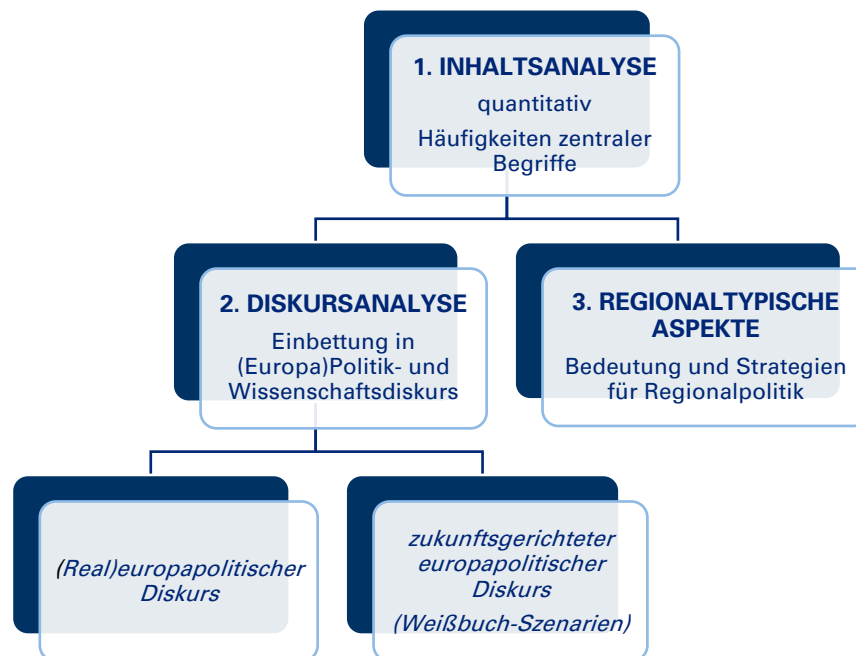 1. INHALTSANALYSE
quantitativ
Häufigkeiten zentraler
Begriffe
2. DISKURSANALYSE
Einbettung in
(Europa)Politik- und
Wissenschaftsdiskurs
3. REGIONALTYPISCHE
ASPEKTE
Bedeutung und Strategien
für Regionalpolitik
(Real)europapolitischer
Diskurs
zukunftsgerichteter
europapolitischer
Diskurs
(Weißbuch-Szenarien)